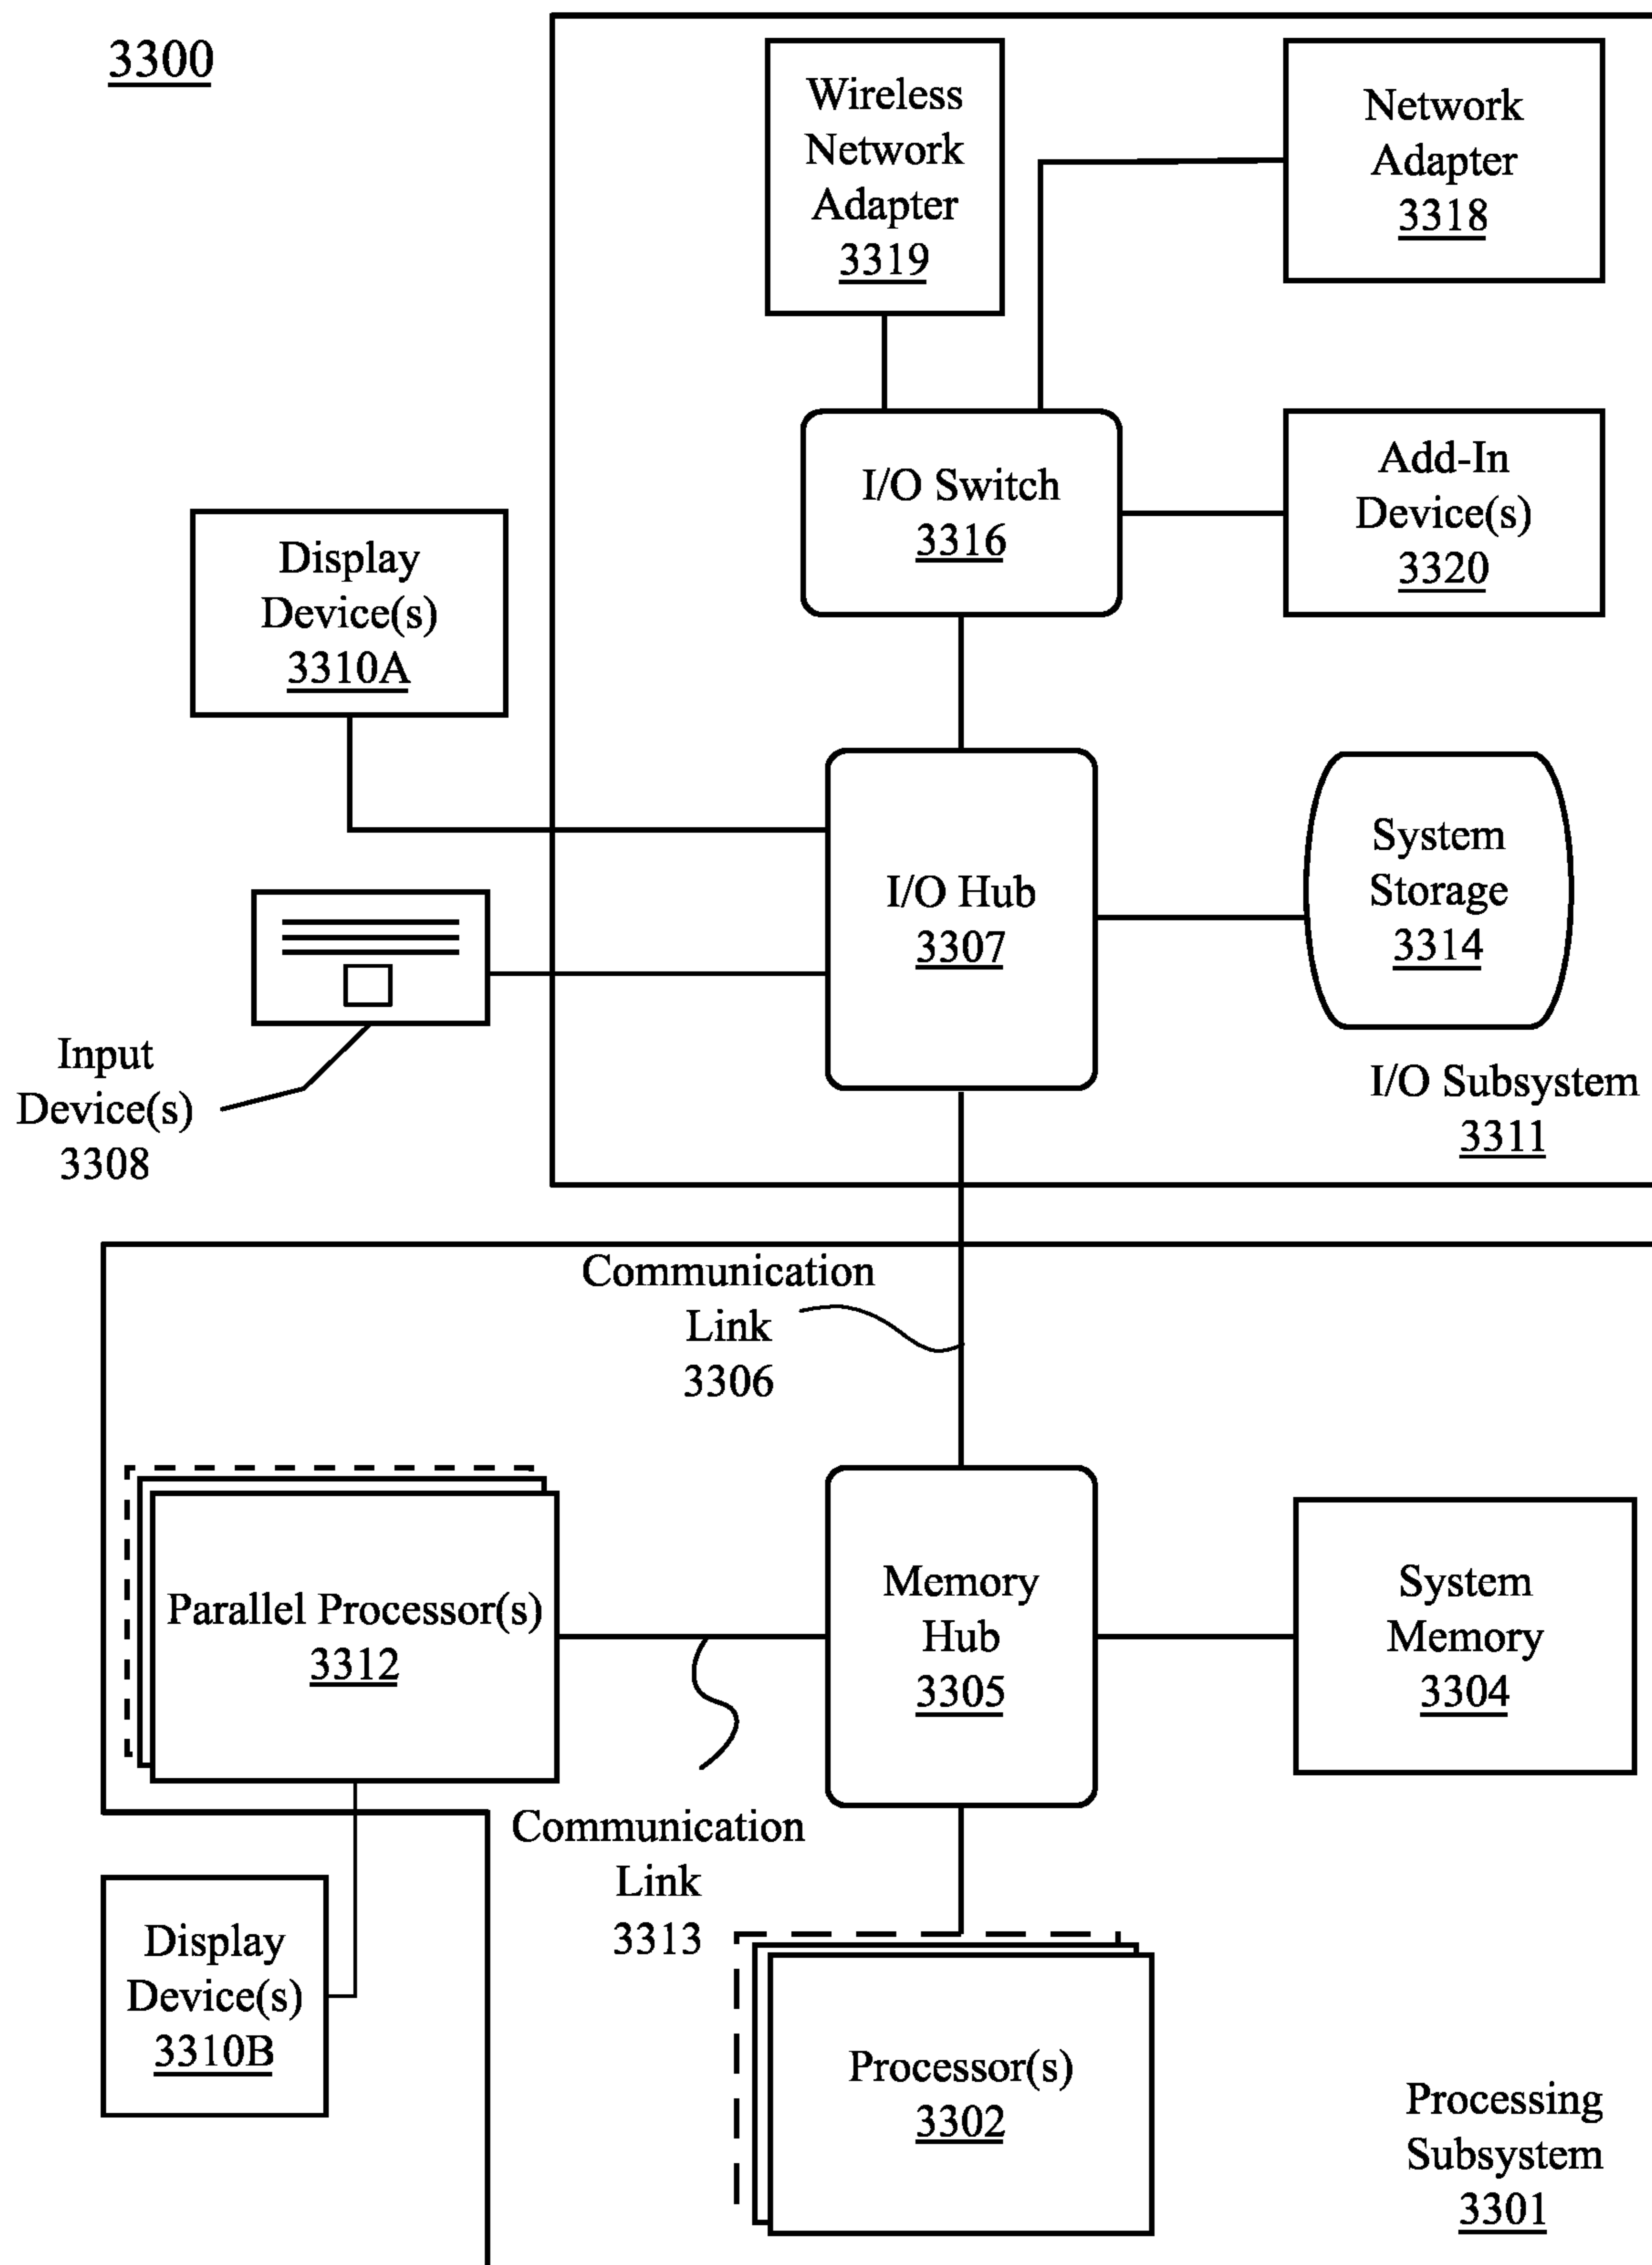 3300
Wireless
Network
Adapter
3319
Network
Adapter
3318
I/O Switch
3316
Add-In
Device(s)
3320
Display
Device(s)
3310A
I/O Hub
3307
System
Storage
3314
Input
Device(s)
3308
I/O Subsystem
3311
Communication
Link
3306
Parallel Processor(s)
3312
Memory
Hub
3305
System
Memory
3304
Communication
Link
3313
Display
Device(s)
3310B
Processor(s)
3302
Processing
Subsystem
3301